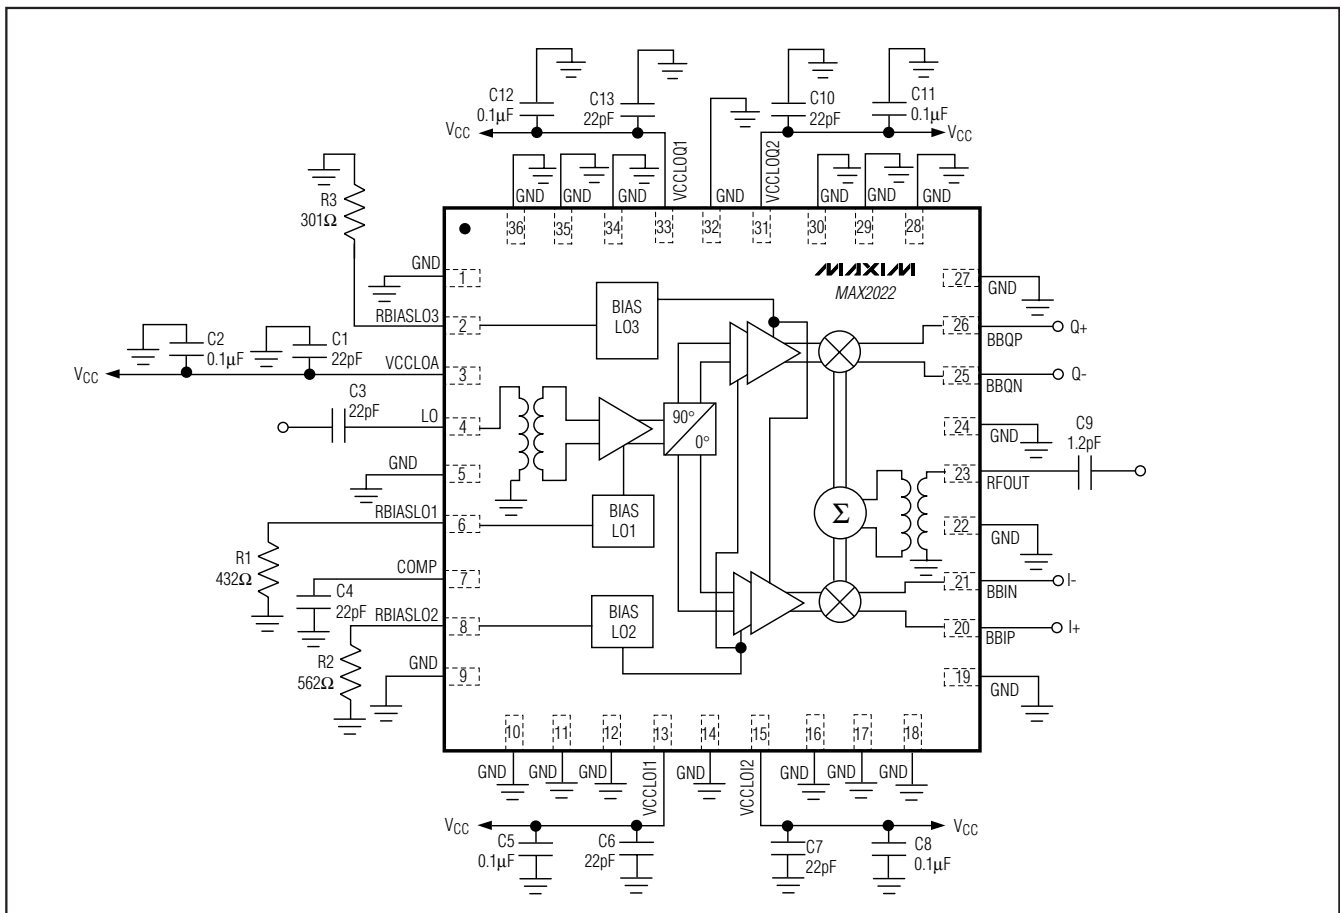 C12
0.1µF
C13
22pF
C10
22pF
C11
0.1µF
VCC
VCC
VCCLOQ1
VCCLOQ2
GND
GND
GND
GND
GND
GND
GND
36
35
34
33
32
31
30
29
28
R3
301Ω
MAXIM
MAX2022
GND
1
RBIASLO3
2
BIAS
LO3
C2
0.1µF
C1
22pF
VCC
VCCLOA
3
C3
22pF
LO
4
GND
5
RBIASLO1
6
BIAS
LO1
R1
432Ω
COMP
7
C4
22pF
RBIASLO2
8
BIAS
LO2
R2
562Ω
GND
9
90°
0°
Σ
27
GND
26
BBQP
Q+
25
BBQN
Q-
24
GND
C9
1.2pF
23
RFOUT
22
GND
21
BBIN
I-
20
BBIP
I+
19
GND
10
11
12
13
14
15
16
17
18
GND
GND
GND
VCCLOI1
GND
VCCLOI2
GND
GND
GND
VCC
C5
0.1µF
C6
22pF
C7
22pF
C8
0.1µF
VCC